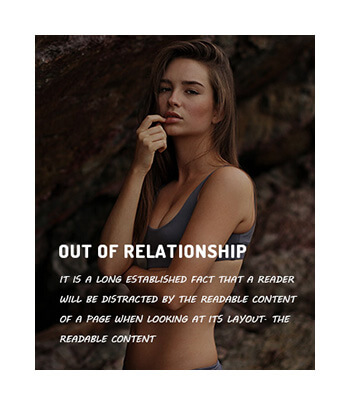 OUT OF RELATIONSHIP
IT IS A LONG ESTABLISHED FACT THAT A READER
WILL BE DISTRACTED BY THE READABLE CONTENT
OF A PAGE WHEN LOOKING AT ITS LAYOUT. THE
READABLE CONTENT